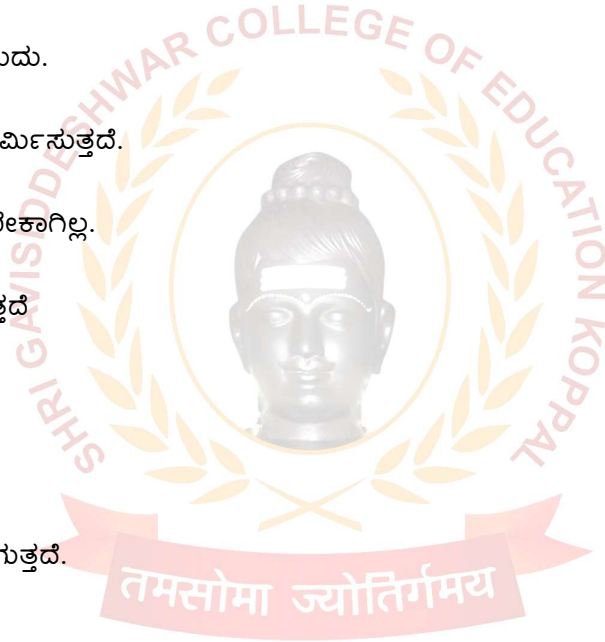 SHRI GAVISIDDESHWAR COLLEGE OF EDUCATION KOPPAL
ುದು.
ರ್ಮಿಸುತ್ತದೆ.
ಬೇಕಾಗಿಲ್ಲ.
ತ್ತದೆ
ಗುತ್ತದೆ.
तमसोमा ज्योतिर्गमय